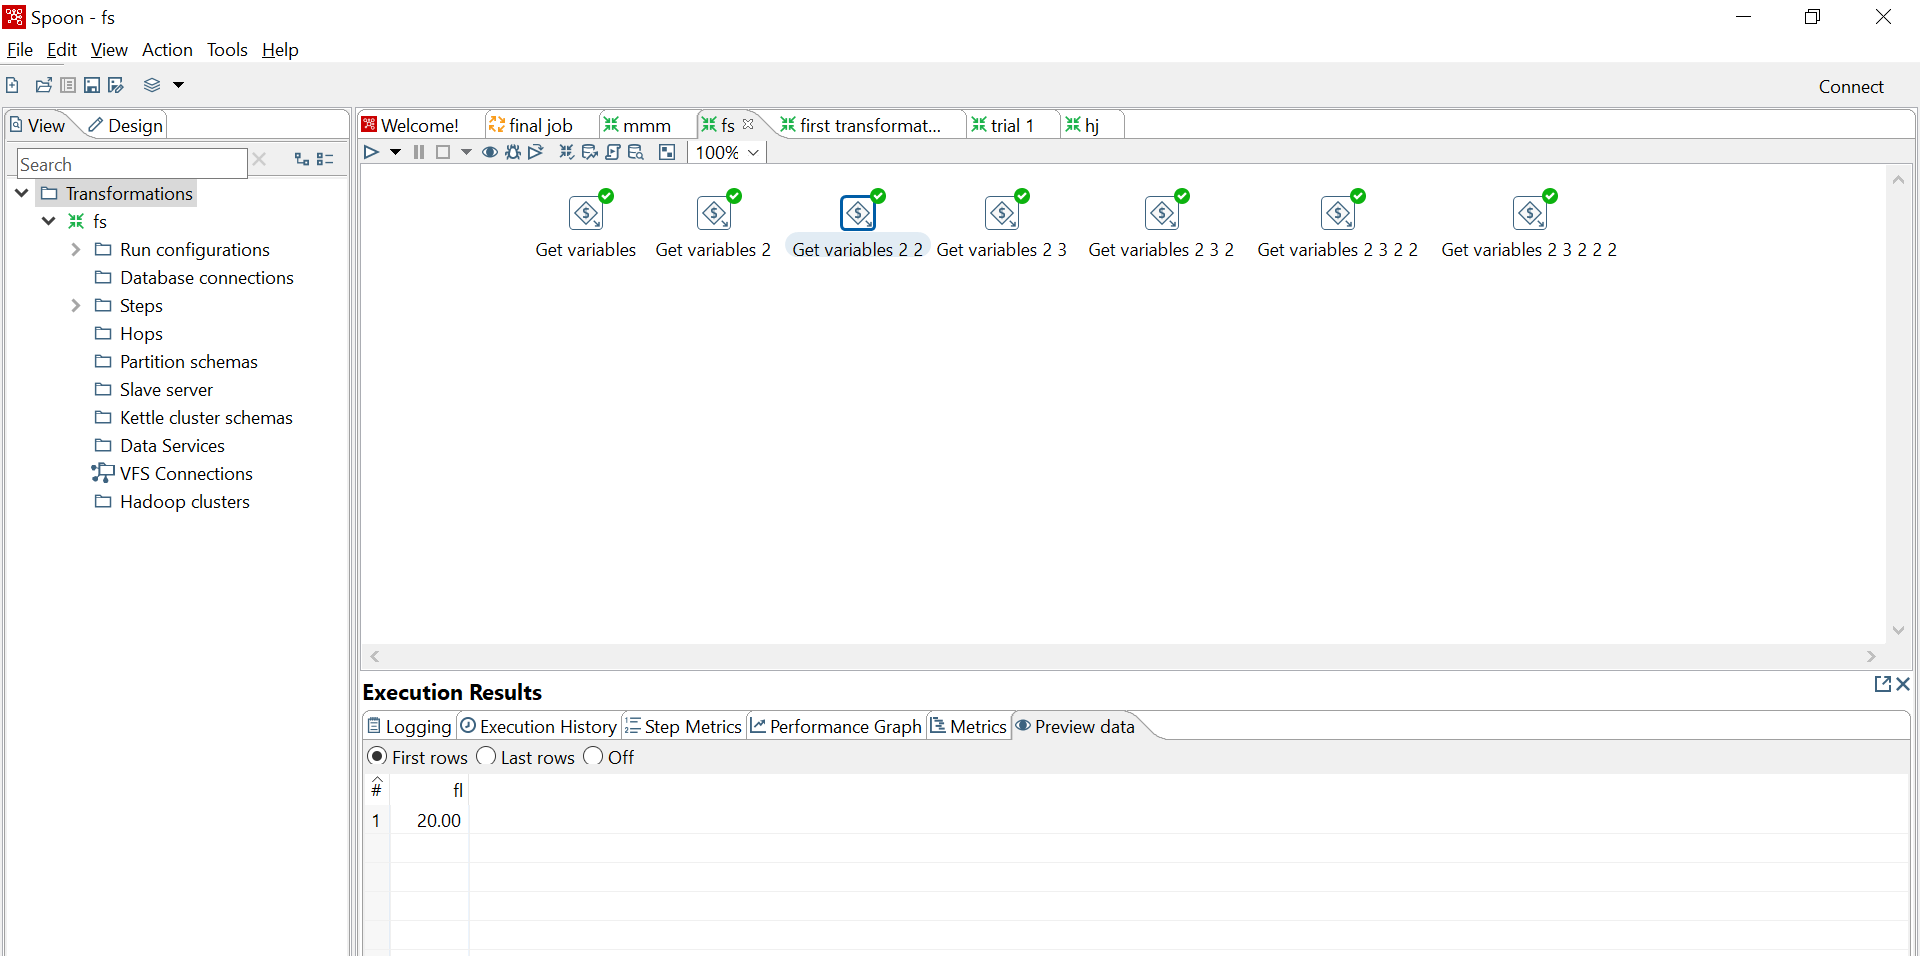 Spoon - fs
File Edit View Action Tools Help
Connect
View Design
Welcome! final job mmm fs first transformat... trial 1 hj
Search
100%
Transformations
fs
Run configurations
Database connections
Steps
Hops
Partition schemas
Slave server
Kettle cluster schemas
Data Services
VFS Connections
Hadoop clusters
Get variables Get variables 2 Get variables 2 2 Get variables 2 3 Get variables 2 3 2 Get variables 2 3 2 2 Get variables 2 3 2 2 2
Execution Results
Logging Execution History Step Metrics Performance Graph Metrics Preview data
First rows Last rows Off
# fl
1 20.00